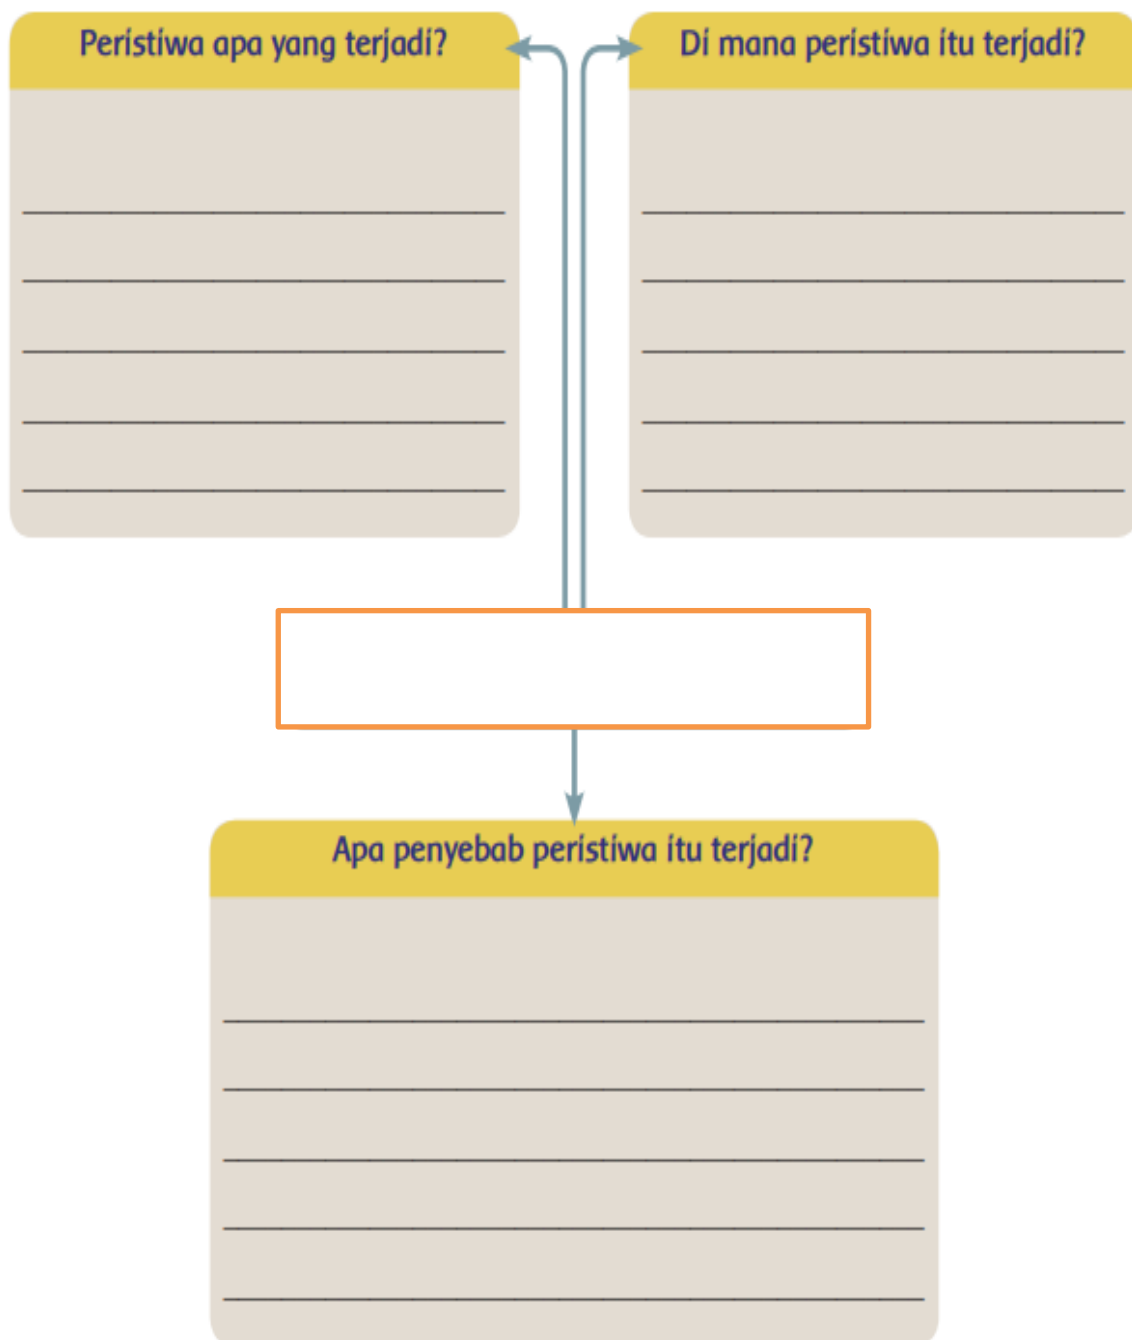 Peristiwa apa yang terjadi?
Di mana peristiwa itu terjadi?
Apa penyebab peristiwa itu terjadi?